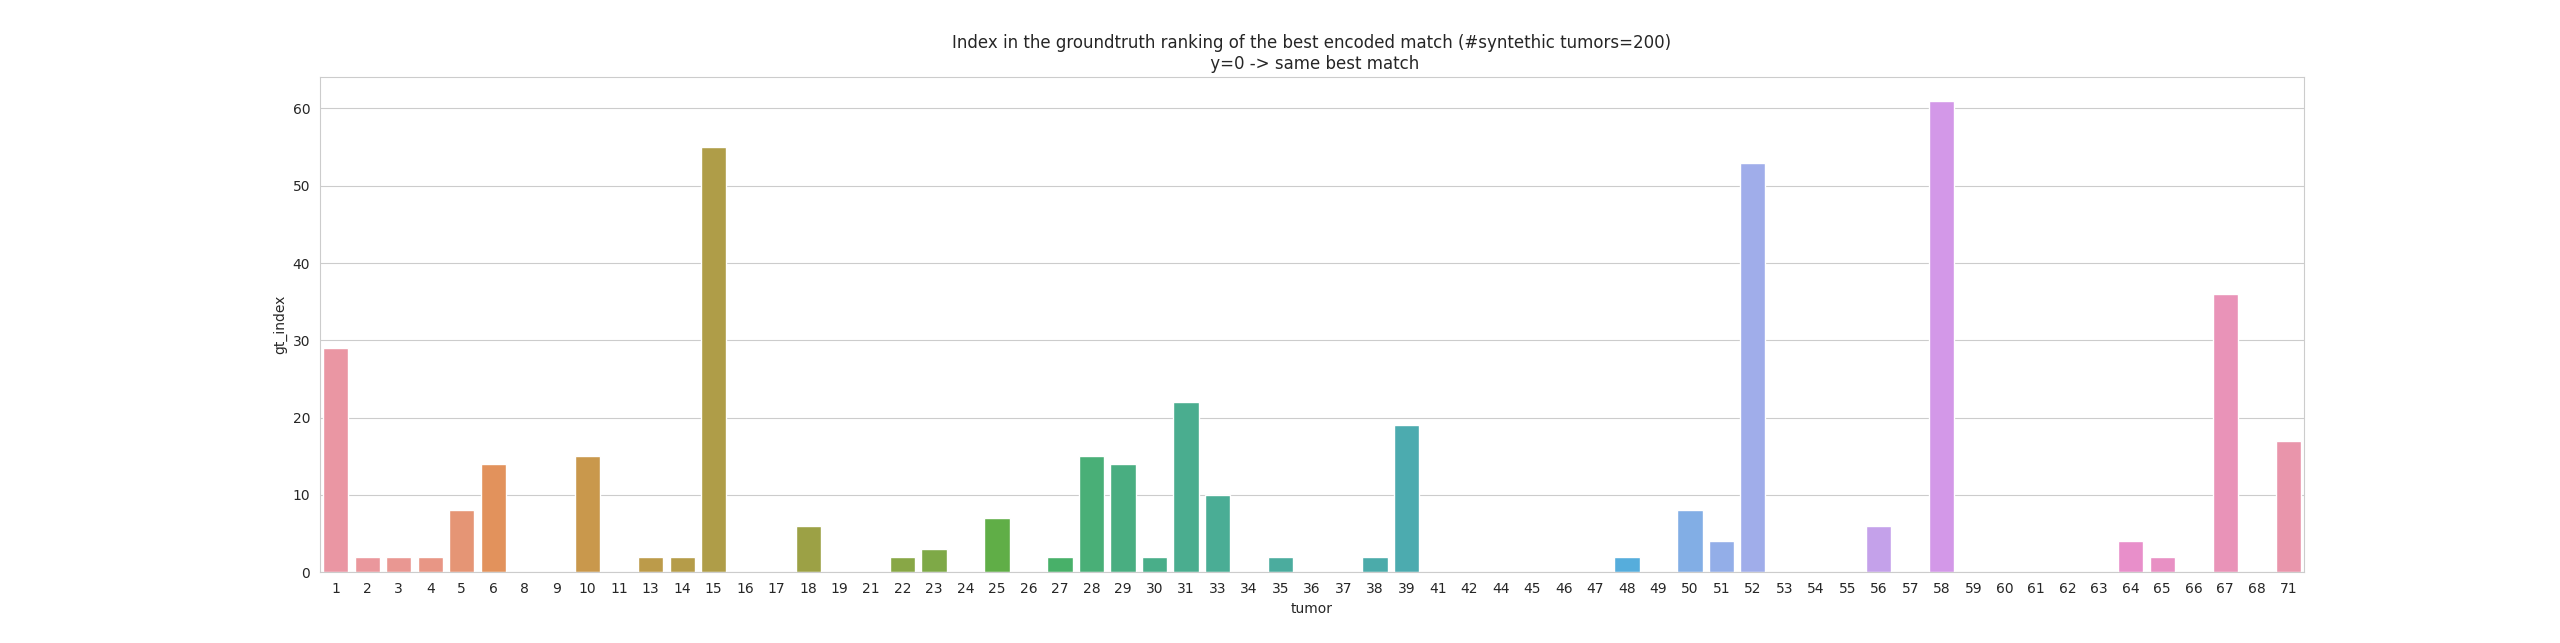 Index in the groundtruth ranking of the best encoded match (#syntethic tumors=200)
y=0 -> same best match
60
50
40
30
20
10
0
gt_index
1 2 3 4 5 6 8 9 10 11 13 14 15 16 17 18 19 21 22 23 24 25 26 27 28 29 30 31 33 34 35 36 37 38 39 41 42 44 45 46 47 48 49 50 51 52 53 54 55 56 57 58 59 60 61 62 63 64 65 66 67 68 71
tumor